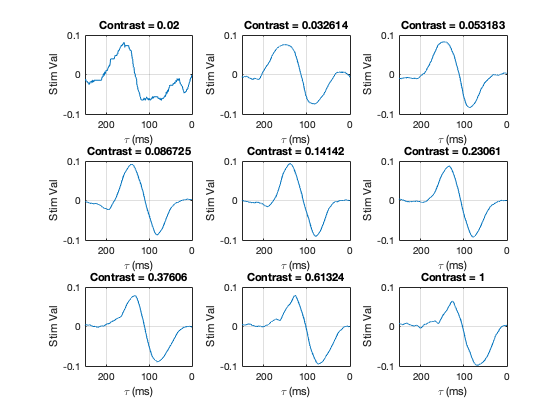 Contrast = 0.02 Contrast = 0.032614 Contrast = 0.053183
0.1 0.1 0.1
Stim Val Stim Val Stim Val
0 0 0
-0.1 -0.1 -0.1
200 100 0 200 100 0 200 100 0
τ (ms) τ (ms) τ (ms)
Contrast = 0.086725 Contrast = 0.14142 Contrast = 0.23061
0.1 0.1 0.1
Stim Val Stim Val Stim Val
0 0 0
-0.1 -0.1 -0.1
200 100 0 200 100 0 200 100 0
τ (ms) τ (ms) τ (ms)
Contrast = 0.37606 Contrast = 0.61324 Contrast = 1
0.1 0.1 0.1
Stim Val Stim Val Stim Val
0 0 0
-0.1 -0.1 -0.1
200 100 0 200 100 0 200 100 0
τ (ms) τ (ms) τ (ms)